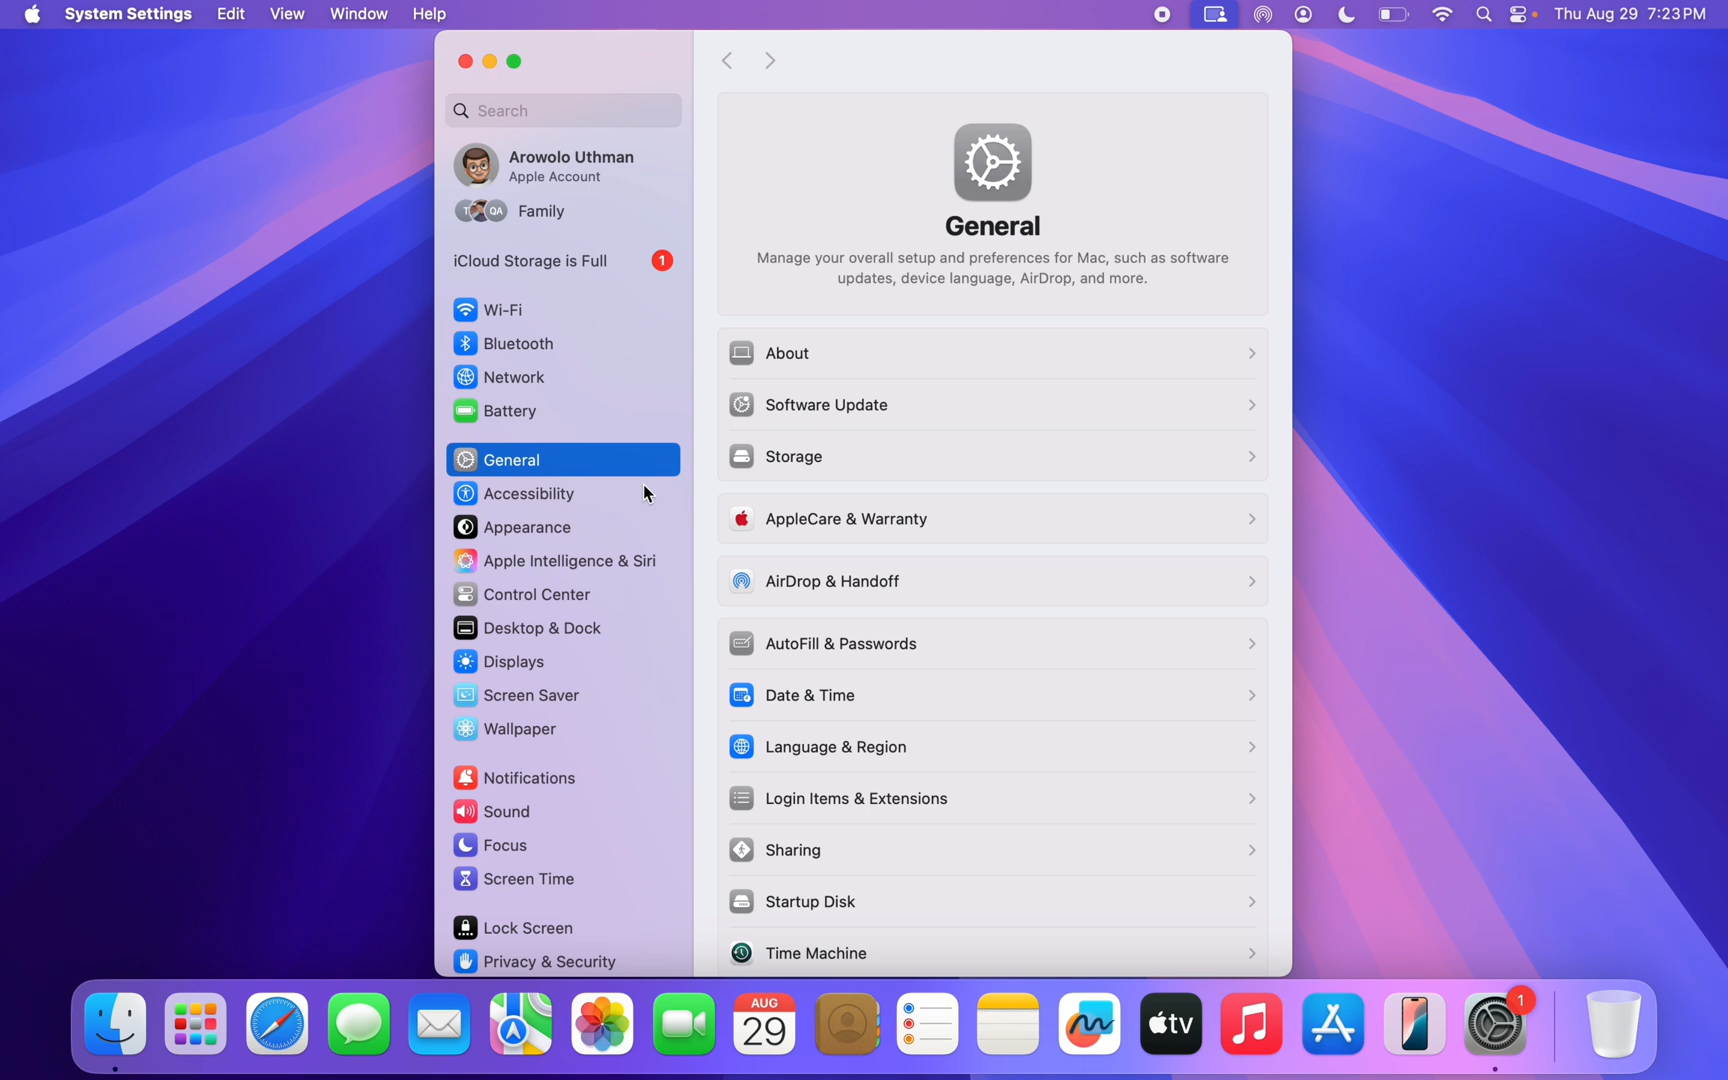 System Settings Edit View Window Help
Thu Aug 29 7:23 PM
Search
Arowolo Uthman
Apple Account
T QA Family
iCloud Storage is Full 1
Wi-Fi
Bluetooth
Network
Battery
General
Accessibility
Appearance
Apple Intelligence & Siri
Control Center
Desktop & Dock
Displays
Screen Saver
Wallpaper
Notifications
Sound
Focus
Screen Time
Lock Screen
Privacy & Security
General
Manage your overall setup and preferences for Mac, such as software
updates, device language, AirDrop, and more.
About
Software Update
Storage
AppleCare & Warranty
AirDrop & Handoff
AutoFill & Passwords
Date & Time
Language & Region
Login Items & Extensions
Sharing
Startup Disk
Time Machine
AUG
29
tv
1